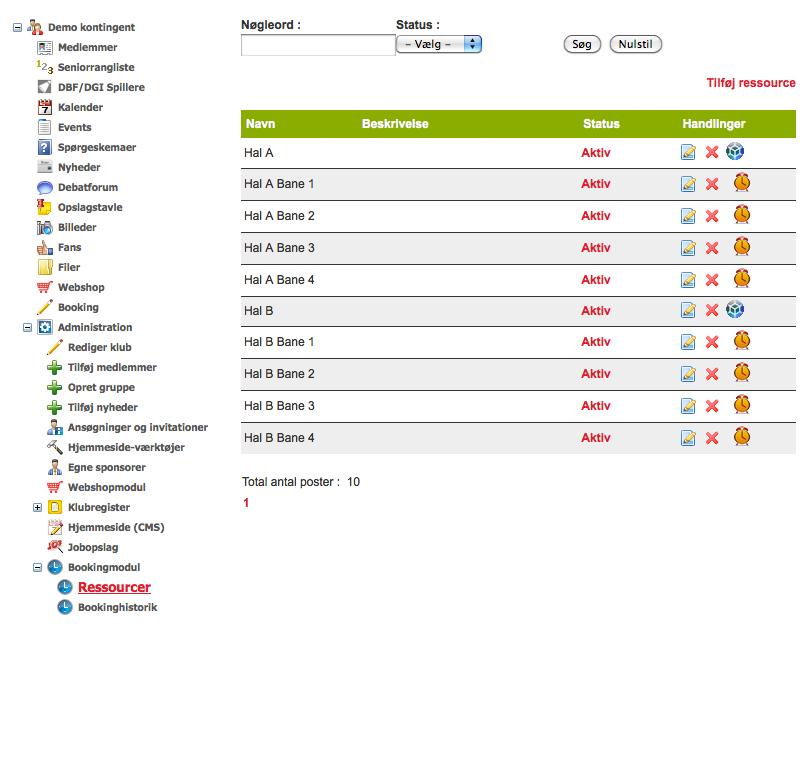 Demo kontingent
Medlemmer
Seniorrangliste
DBF/DGI Spillere
Kalender
Events
Spørgeskemaer
Nyheder
Debatforum
Opslagstavle
Billeder
Fans
Filer
Webshop
Booking
Administration
Rediger klub
Tilføj medlemmer
Opret gruppe
Tilføj nyheder
Ansøgninger og invitationer
Hjemmeside-værktøjer
Egne sponsorer
Webshopmodul
Klubregister
Hjemmeside (CMS)
Jobopslag
Bookingmodul
Ressourcer
Bookinghistorik
Nøgleord : Status :
- Vælg - Søg Nulstil
Tilføj ressource
Navn Beskrivelse Status Handlinger
Hal A Aktiv
Hal A Bane 1 Aktiv
Hal A Bane 2 Aktiv
Hal A Bane 3 Aktiv
Hal A Bane 4 Aktiv
Hal B Aktiv
Hal B Bane 1 Aktiv
Hal B Bane 2 Aktiv
Hal B Bane 3 Aktiv
Hal B Bane 4 Aktiv
Total antal poster : 10
1